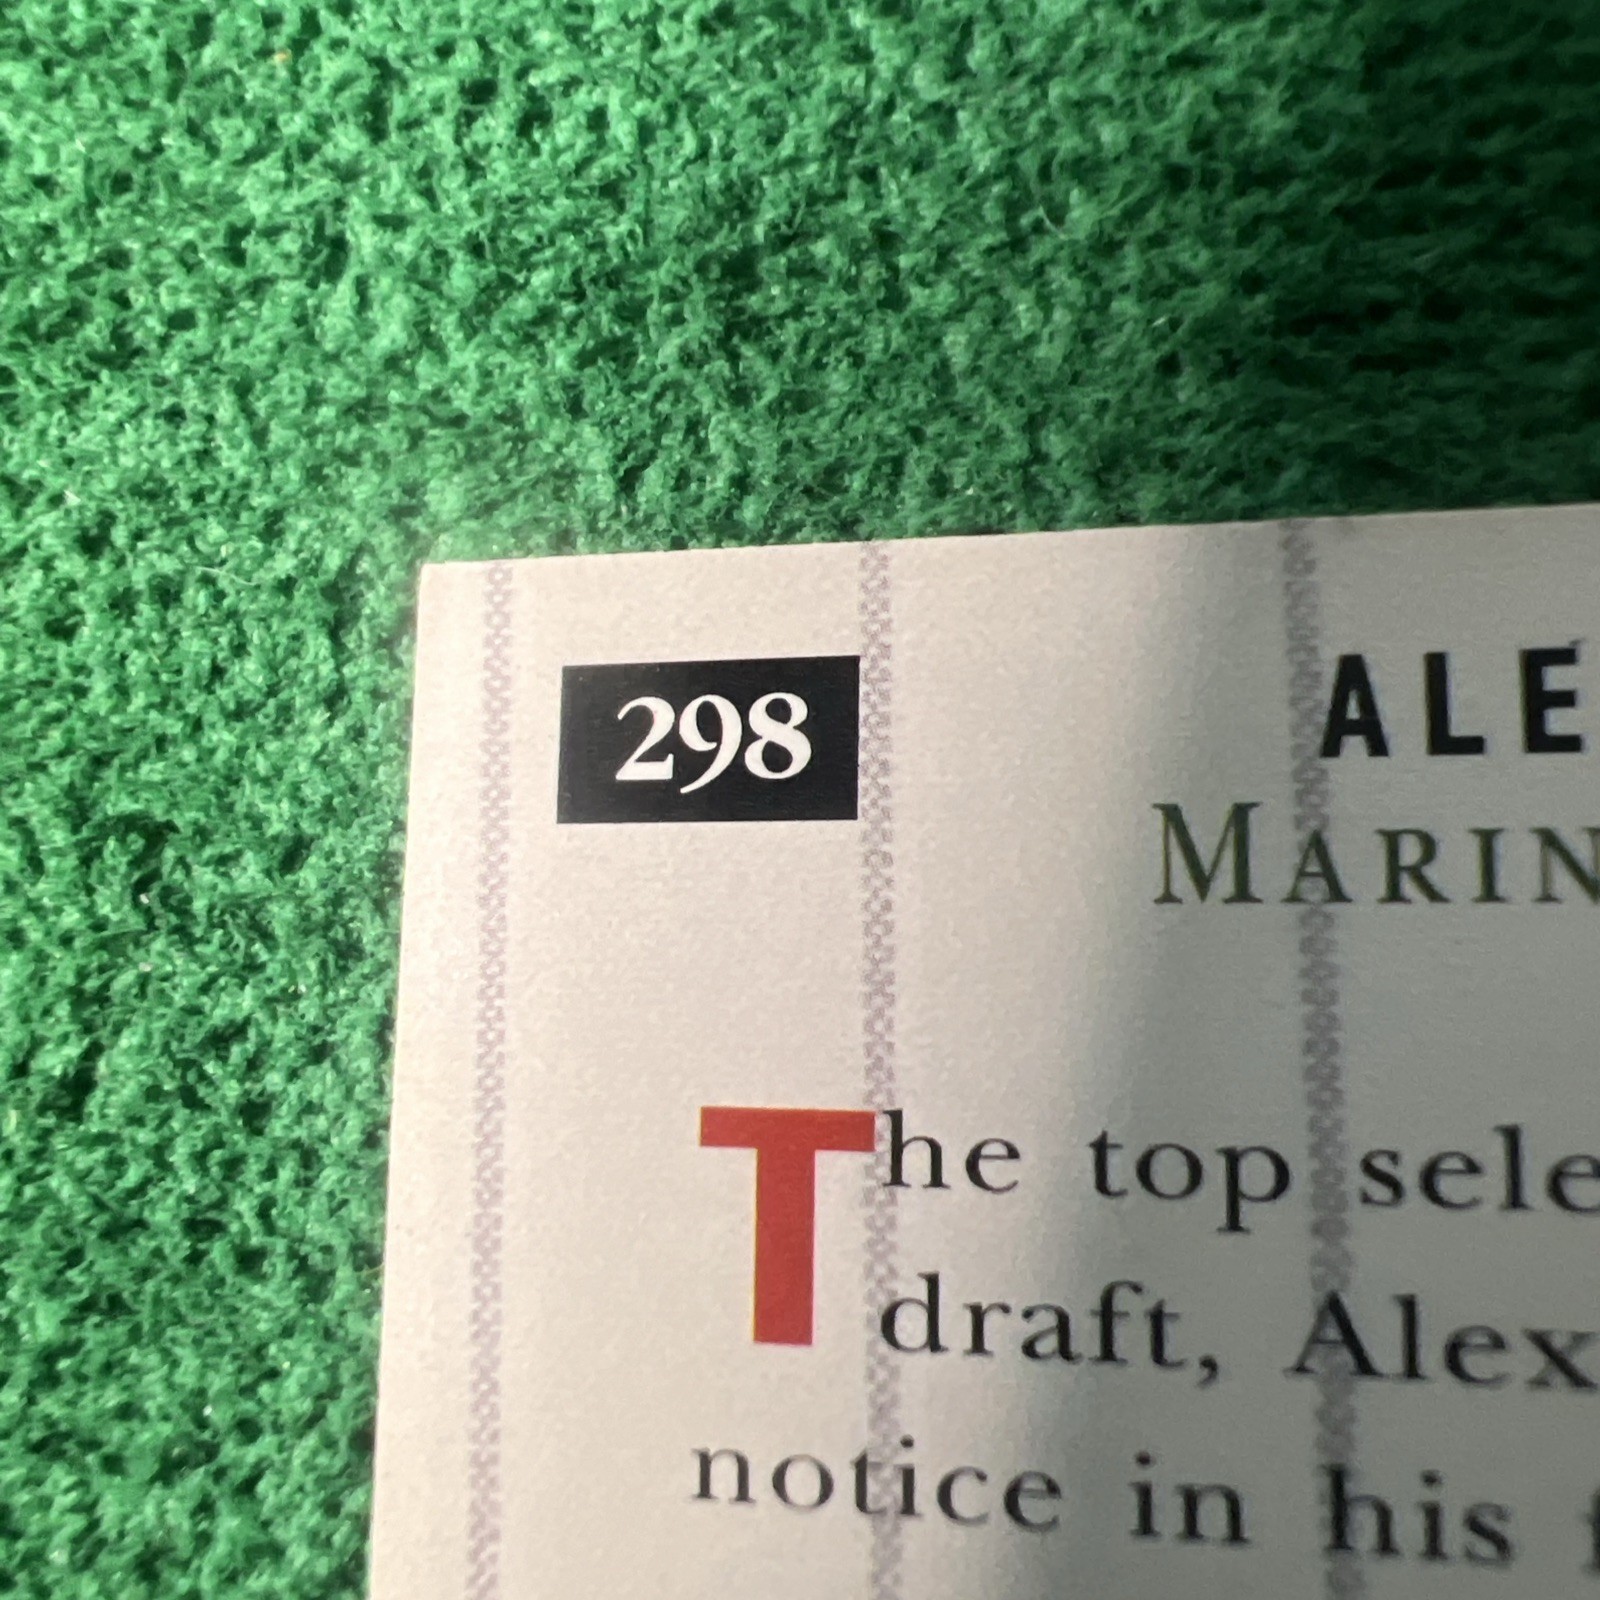 298
ALE
MARIN
The top sele
draft, Alex
notice in his